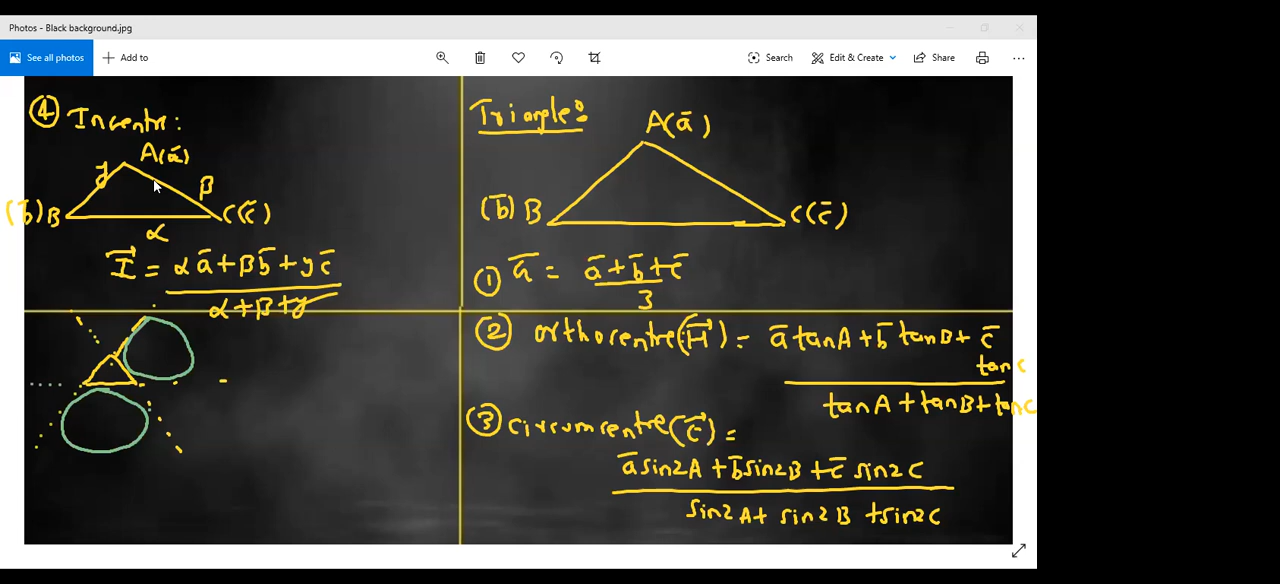 Photos - Black background.jpg
See all photos
Add to
Search
Edit & Create
Share
④ Incentre:
A(ā)
y
β
(b̄)B
C(c̄)
α
I⃗ = αā+βb̄+yc̄
α+β+y
Triangle:
A(ā)
(b̄)B
C(c̄)
① G̅ = ā+b̄+c̄
3
② orthocentre(H⃗) = ā tanA + b̄ tanB + c̄
tanC
tanA + tanB + tanC
③ circumcentre(C⃗) =
ā sin2A + b̄ sin2B + c̄ sin2C
sin2A + sin2B + sin2C